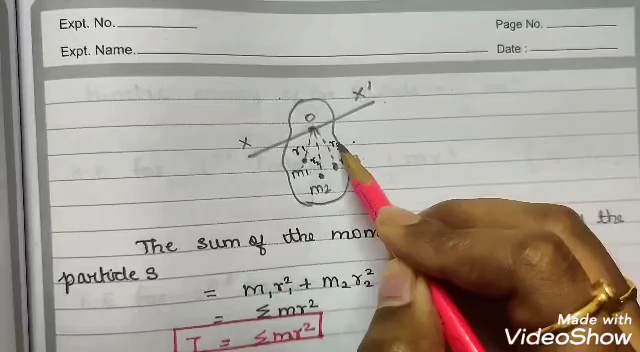 Expt. No.
Page No.
Expt. Name
Date :
X'
O
X
r1
r2
m1
m2
The sum of the mom the
particles
= m₁r₁² + m₂r₂²
= Σmr²
I = Σmr²
Made with
VideoShow